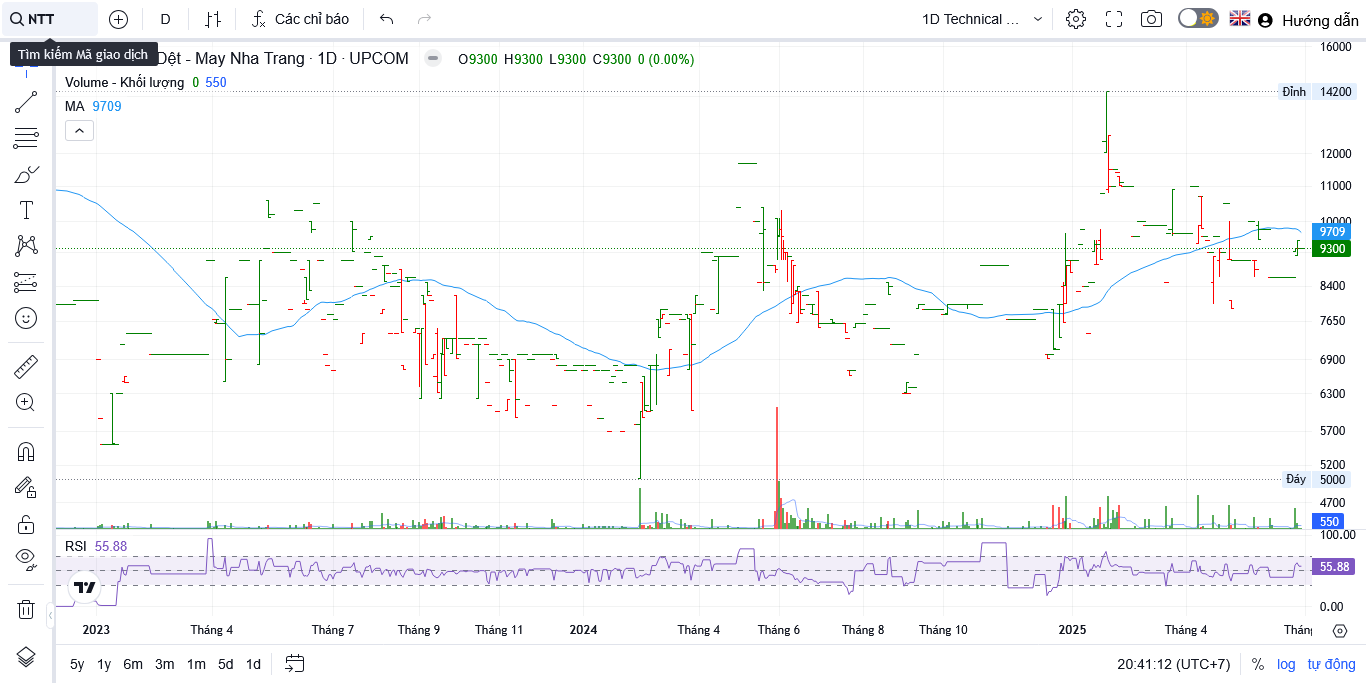 NTT
D
Các chỉ báo
1D Technical ...
Hướng dẫn
Tìm kiếm Mã giao dịch
Dệt - May Nha Trang · 1D · UPCOM
O9300 H9300 L9300 C9300 0 (0.00%)
Volume - Khối lượng 0 550
MA 9709
16000
Đỉnh 14200
12000
11000
10000
9709
9300
8400
7650
6900
6300
5700
5200
Đáy 5000
4700
550
RSI 55.88
100.00
55.88
0.00
2023
Tháng 4
Tháng 7
Tháng 9
Tháng 11
2024
Tháng 4
Tháng 6
Tháng 8
Tháng 10
2025
Tháng 4
Thán
5y 1y 6m 3m 1m 5d 1d
20:41:12 (UTC+7)
% log tự động